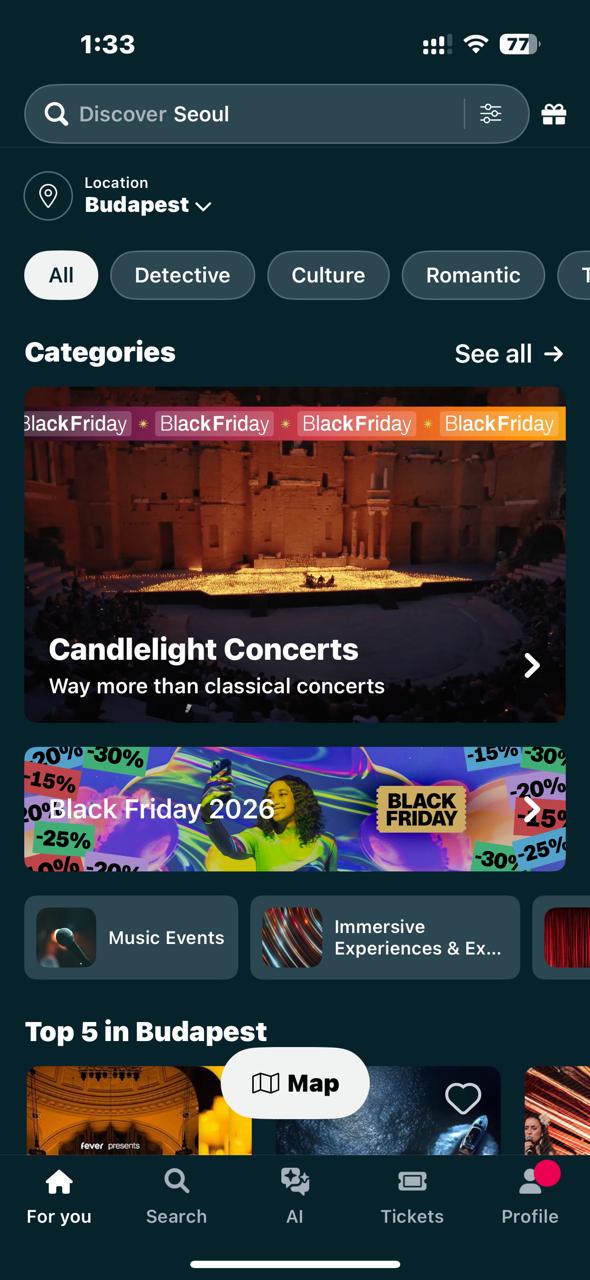 1:33
77
Discover Seoul
Location
Budapest
All
Detective
Culture
Romantic
T
Categories
See all →
BlackFriday * BlackFriday * BlackFriday * BlackFriday
Candlelight Concerts
Way more than classical concerts
-20% -30%
-15%
-25%
-20%
Black Friday 2026
BLACK
FRIDAY
-15% -30%
-20%
-15%
-25%
-30%
Music Events
Immersive
Experiences & Ex...
Top 5 in Budapest
Map
fever presents
For you
Search
AI
Tickets
Profile